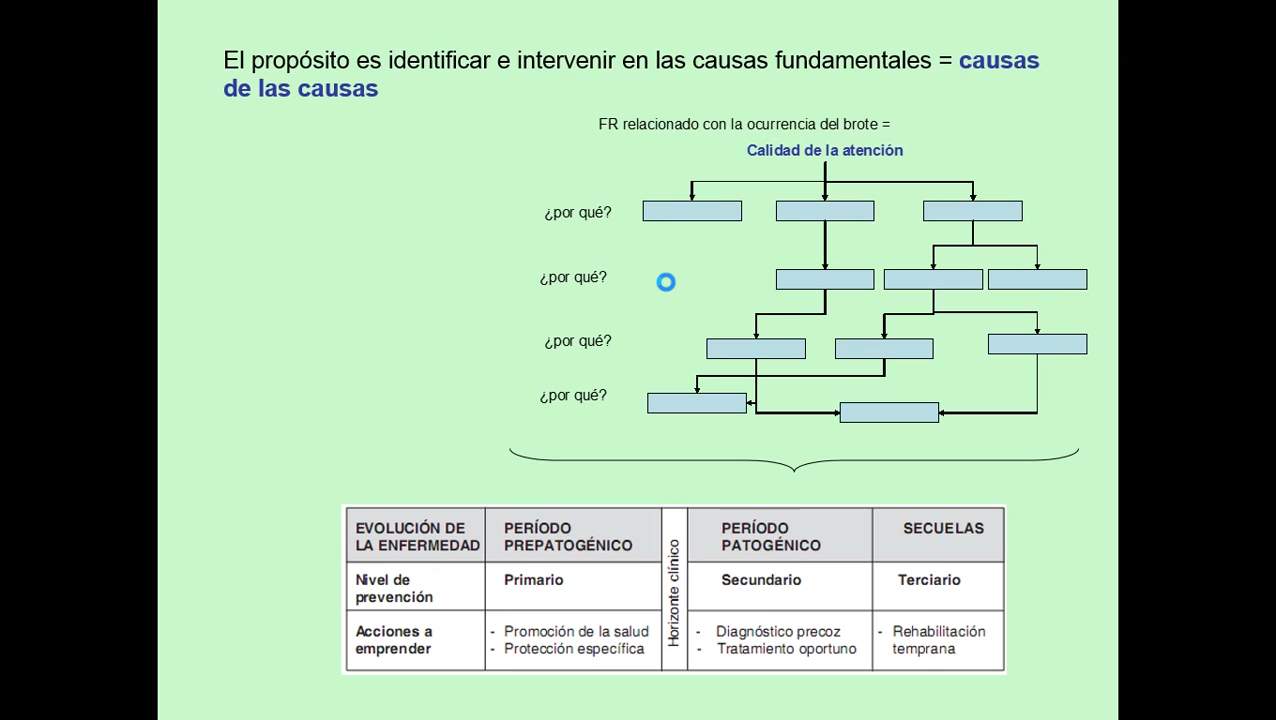 El propósito es identificar e intervenir en las causas fundamentales = causas
de las causas
FR relacionado con la ocurrencia del brote =
Calidad de la atención
¿por qué?
¿por qué?
¿por qué?
¿por qué?
EVOLUCIÓN DE
LA ENFERMEDAD
PERÍODO
PREPATOGÉNICO
Horizonte clínico
PERÍODO
PATOGÉNICO
SECUELAS
Nivel de
prevención
Primario
Secundario
Terciario
Acciones a
emprender
- Promoción de la salud
- Protección específica
- Diagnóstico precoz
- Tratamiento oportuno
- Rehabilitación
temprana